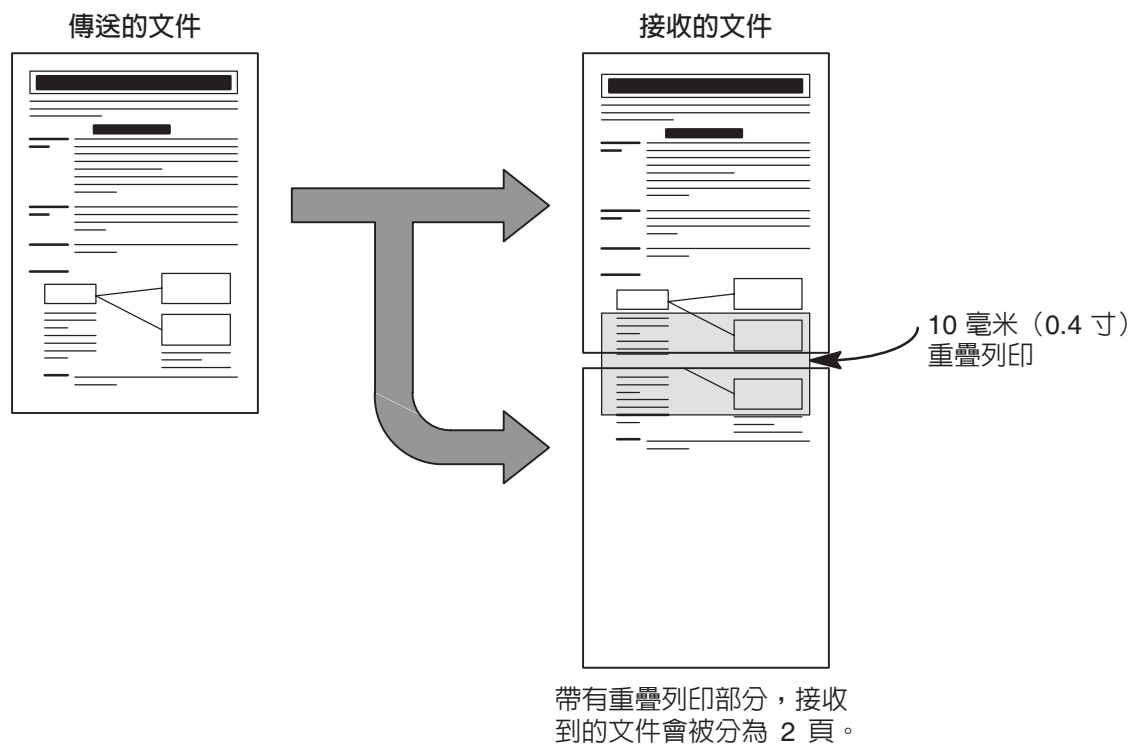 傳送的文件
接收的文件
10 毫米（0.4 寸）
重疊列印
帶有重疊列印部分，接收
到的文件會被分為 2 頁。